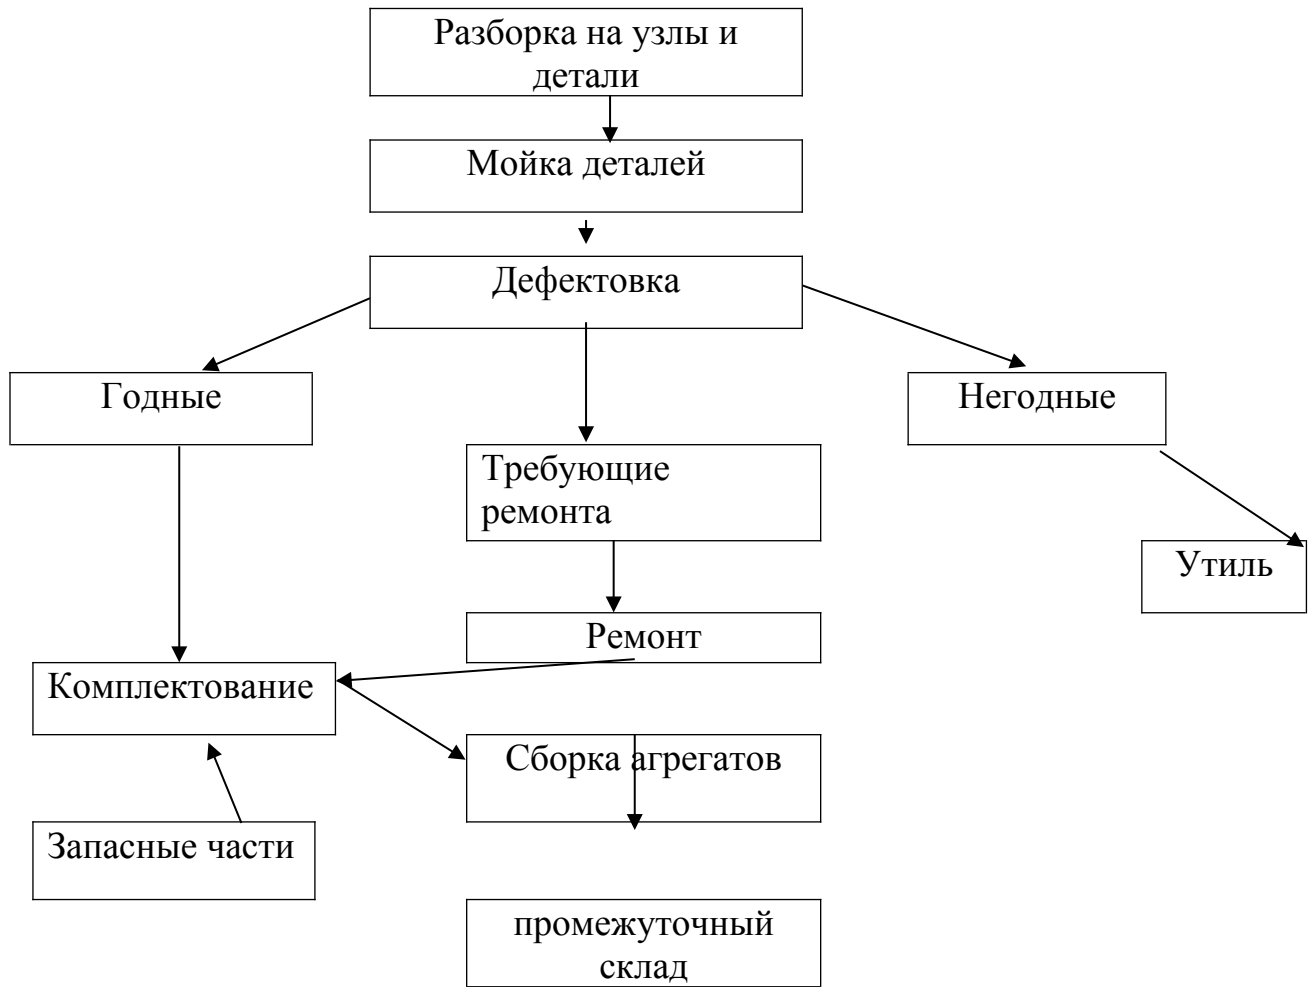 Разборка на узлы и
детали
Мойка деталей
Дефектовка
Годные
Негодные
Требующие
ремонта
Утиль
Ремонт
Комплектование
Сборка агрегатов
Запасные части
промежуточный
склад